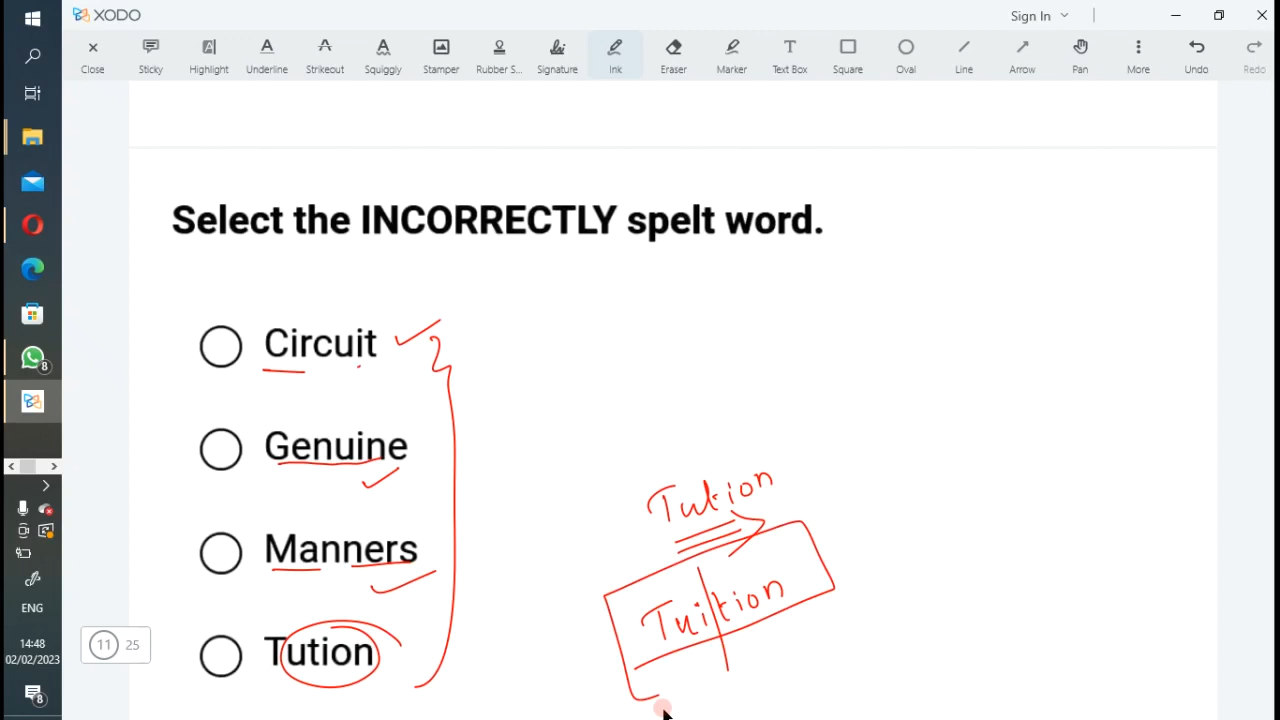 XODO
Sign In
Close
Sticky
Highlight
Underline
Strikeout
Squiggly
Stamper
Rubber S...
Signature
Ink
Eraser
Marker
Text Box
Square
Oval
Line
Arrow
Pan
More
Undo
Redo
Select the INCORRECTLY spelt word.
Circuit
Genuine
Manners
Tution
Tution
Tuition
8
ENG
14:48
02/02/2023
8
11 25